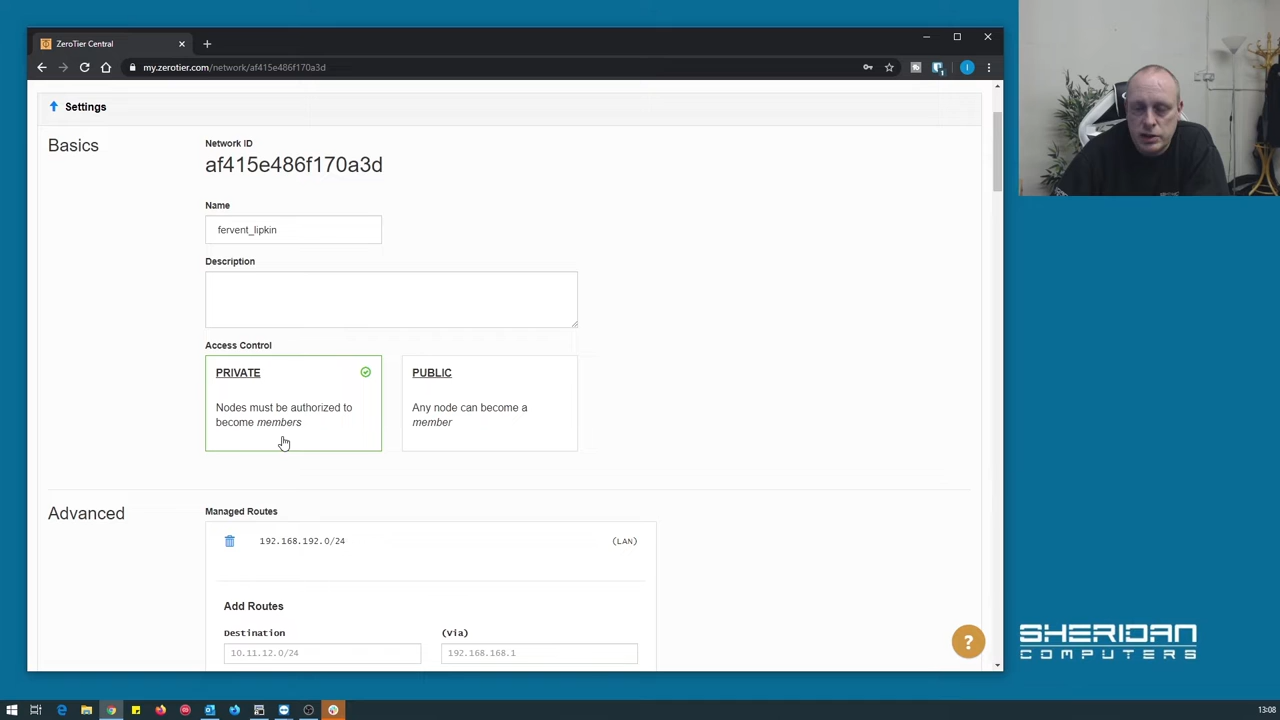 ZeroTier Central
my.zerotier.com/network/af415e486f170a3d
Settings
Basics
Network ID
af415e486f170a3d
Name
fervent_lipkin
Description
Access Control
PRIVATE
Nodes must be authorized to
become members
PUBLIC
Any node can become a
member
Advanced
Managed Routes
192.168.192.0/24
(LAN)
Add Routes
Destination
(Via)
10.11.12.0/24
192.168.168.1
?
SHERIDAN
COMPUTERS
13:08